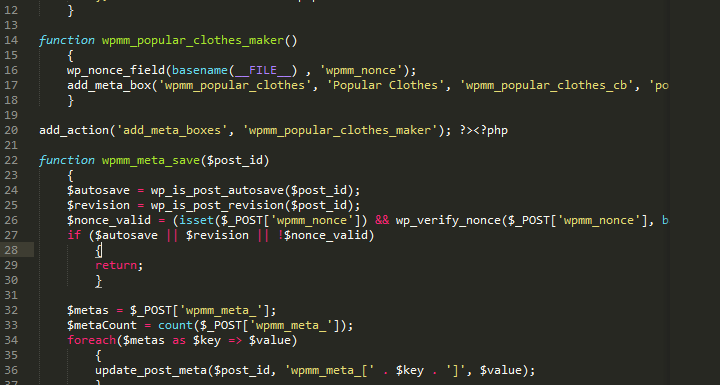 12 }
13
14 function wpmm_popular_clothes_maker()
15 {
16 wp_nonce_field(basename(__FILE__) , 'wpmm_nonce');
17 add_meta_box('wpmm_popular_clothes', 'Popular Clothes', 'wpmm_popular_clothes_cb', 'po
18 }
19
20 add_action('add_meta_boxes', 'wpmm_popular_clothes_maker'); ?><?php
21
22 function wpmm_meta_save($post_id)
23 {
24 $autosave = wp_is_post_autosave($post_id);
25 $revision = wp_is_post_revision($post_id);
26 $nonce_valid = (isset($_POST['wpmm_nonce']) && wp_verify_nonce($_POST['wpmm_nonce'], b
27 if ($autosave || $revision || !$nonce_valid)
28 {
29 return;
30 }
31
32 $metas = $_POST['wpmm_meta_'];
33 $metaCount = count($_POST['wpmm_meta_']);
34 foreach($metas as $key => $value)
35 {
36 update_post_meta($post_id, 'wpmm_meta_[' . $key . ']', $value);
37 }